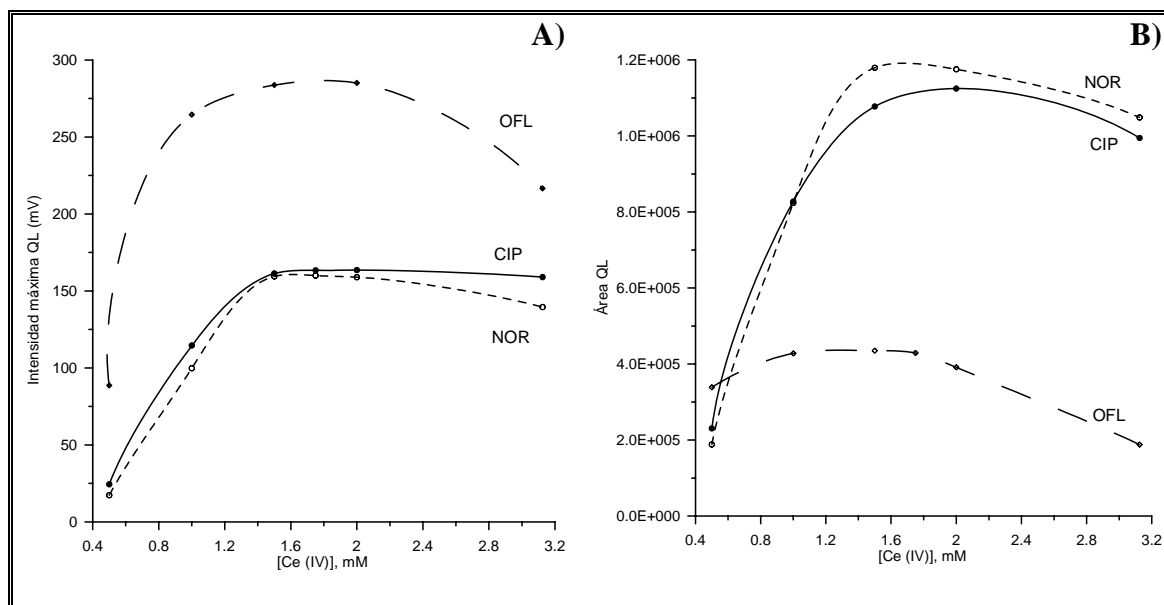 A)
300
250
200
150
100
50
0
Intensidad máxima QL (mV)
OFL
CIP
NOR
0.4 0.8 1.2 1.6 2.0 2.4 2.8 3.2
[Ce (IV)], mM
B)
1.2E+006
1.0E+006
8.0E+005
6.0E+005
4.0E+005
2.0E+005
0.0E+000
Área QL
NOR
CIP
OFL
0.4 0.8 1.2 1.6 2.0 2.4 2.8 3.2
[Ce (IV)], mM